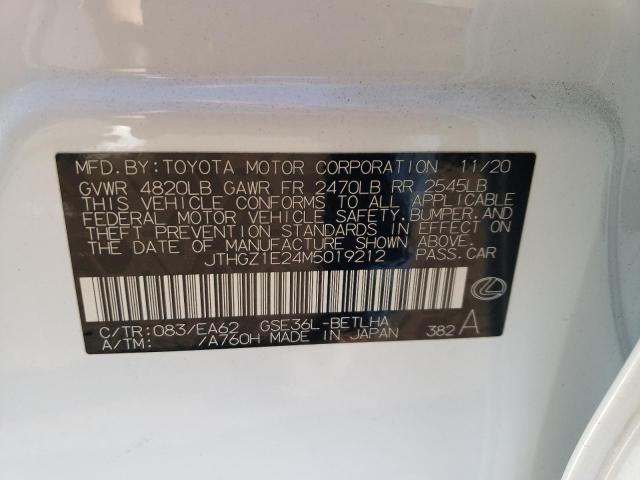 MFD.BY:TOYOTA MOTOR CORPORATION 11/20
GVWR 4820LB GAWR FR 2470LB RR 2545LB
THIS VEHICLE CONFORMS TO ALL APPLICABLE
FEDERAL MOTOR VEHICLE SAFETY, BUMPER, AND
THEFT PREVENTION STANDARDS IN EFFECT ON
THE DATE OF MANUFACTURE SHOWN ABOVE.
JTHGZ1E24M5019212 PASS.CAR
C/TR:083/EA62 GSE36L-BETLHA
A/TM: /A760H MADE IN JAPAN 382 A